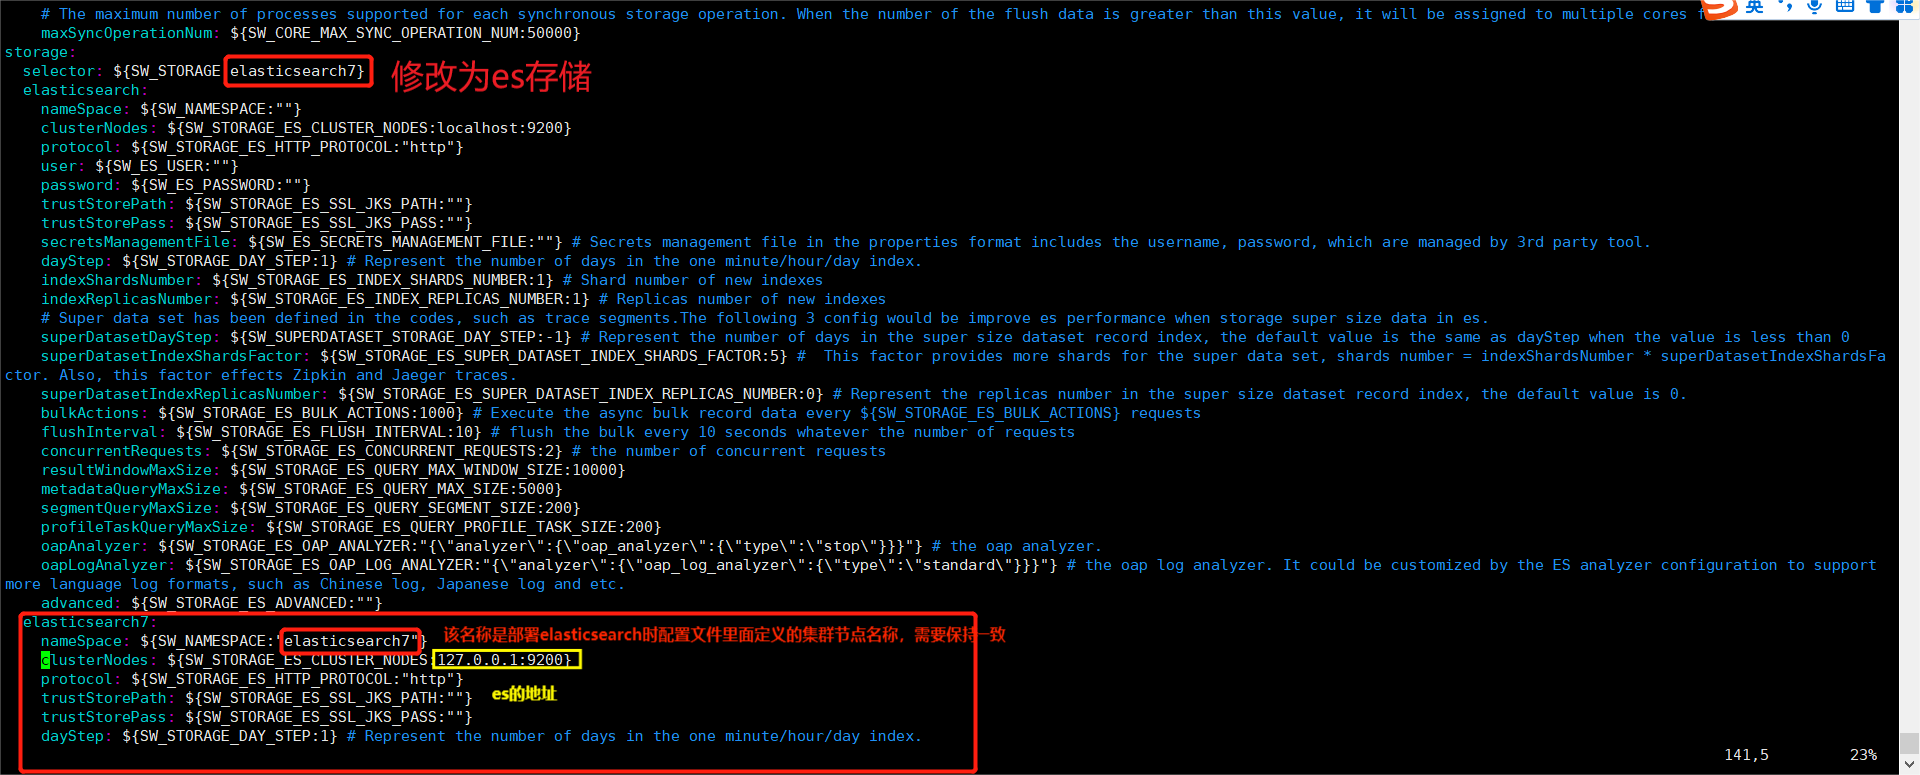 # The maximum number of processes supported for each synchronous storage operation. When the number of the flush data is greater than this value, it will be assigned to multiple cores f
英
maxSyncOperationNum: ${SW_CORE_MAX_SYNC_OPERATION_NUM:50000}
storage:
selector: ${SW_STORAGE elasticsearch7} 修改为es存储
elasticsearch:
nameSpace: ${SW_NAMESPACE:""}
clusterNodes: ${SW_STORAGE_ES_CLUSTER_NODES:localhost:9200}
protocol: ${SW_STORAGE_ES_HTTP_PROTOCOL:"http"}
user: ${SW_ES_USER:""}
password: ${SW_ES_PASSWORD:""}
trustStorePath: ${SW_STORAGE_ES_SSL_JKS_PATH:""}
trustStorePass: ${SW_STORAGE_ES_SSL_JKS_PASS:""}
secretsManagementFile: ${SW_ES_SECRETS_MANAGEMENT_FILE:""} # Secrets management file in the properties format includes the username, password, which are managed by 3rd party tool.
dayStep: ${SW_STORAGE_DAY_STEP:1} # Represent the number of days in the one minute/hour/day index.
indexShardsNumber: ${SW_STORAGE_ES_INDEX_SHARDS_NUMBER:1} # Shard number of new indexes
indexReplicasNumber: ${SW_STORAGE_ES_INDEX_REPLICAS_NUMBER:1} # Replicas number of new indexes
# Super data set has been defined in the codes, such as trace segments.The following 3 config would be improve es performance when storage super size data in es.
superDatasetDayStep: ${SW_SUPERDATASET_STORAGE_DAY_STEP:-1} # Represent the number of days in the super size dataset record index, the default value is the same as dayStep when the value is less than 0
superDatasetIndexShardsFactor: ${SW_STORAGE_ES_SUPER_DATASET_INDEX_SHARDS_FACTOR:5} #  This factor provides more shards for the super data set, shards number = indexShardsNumber * superDatasetIndexShardsFa
ctor. Also, this factor effects Zipkin and Jaeger traces.
superDatasetIndexReplicasNumber: ${SW_STORAGE_ES_SUPER_DATASET_INDEX_REPLICAS_NUMBER:0} # Represent the replicas number in the super size dataset record index, the default value is 0.
bulkActions: ${SW_STORAGE_ES_BULK_ACTIONS:1000} # Execute the async bulk record data every ${SW_STORAGE_ES_BULK_ACTIONS} requests
flushInterval: ${SW_STORAGE_ES_FLUSH_INTERVAL:10} # flush the bulk every 10 seconds whatever the number of requests
concurrentRequests: ${SW_STORAGE_ES_CONCURRENT_REQUESTS:2} # the number of concurrent requests
resultWindowMaxSize: ${SW_STORAGE_ES_QUERY_MAX_WINDOW_SIZE:10000}
metadataQueryMaxSize: ${SW_STORAGE_ES_QUERY_MAX_SIZE:5000}
segmentQueryMaxSize: ${SW_STORAGE_ES_QUERY_SEGMENT_SIZE:200}
profileTaskQueryMaxSize: ${SW_STORAGE_ES_QUERY_PROFILE_TASK_SIZE:200}
oapAnalyzer: ${SW_STORAGE_ES_OAP_ANALYZER:"{\"analyzer\":{\"oap_analyzer\":{\"type\":\"stop\"}}}"} # the oap analyzer.
oapLogAnalyzer: ${SW_STORAGE_ES_OAP_LOG_ANALYZER:"{\"analyzer\":{\"oap_log_analyzer\":{\"type\":\"standard\"}}}"} # the oap log analyzer. It could be customized by the ES analyzer configuration to support
more language log formats, such as Chinese log, Japanese log and etc.
advanced: ${SW_STORAGE_ES_ADVANCED:""}
elasticsearch7:
nameSpace: ${SW_NAMESPACE:"elasticsearch7"} 该名称是部署elasticsearch时配置文件里面定义的集群节点名称，需要保持一致
clusterNodes: ${SW_STORAGE_ES_CLUSTER_NODES:127.0.0.1:9200}
protocol: ${SW_STORAGE_ES_HTTP_PROTOCOL:"http"}
trustStorePath: ${SW_STORAGE_ES_SSL_JKS_PATH:""} es的地址
trustStorePass: ${SW_STORAGE_ES_SSL_JKS_PASS:""}
dayStep: ${SW_STORAGE_DAY_STEP:1} # Represent the number of days in the one minute/hour/day index.
141,5 23%